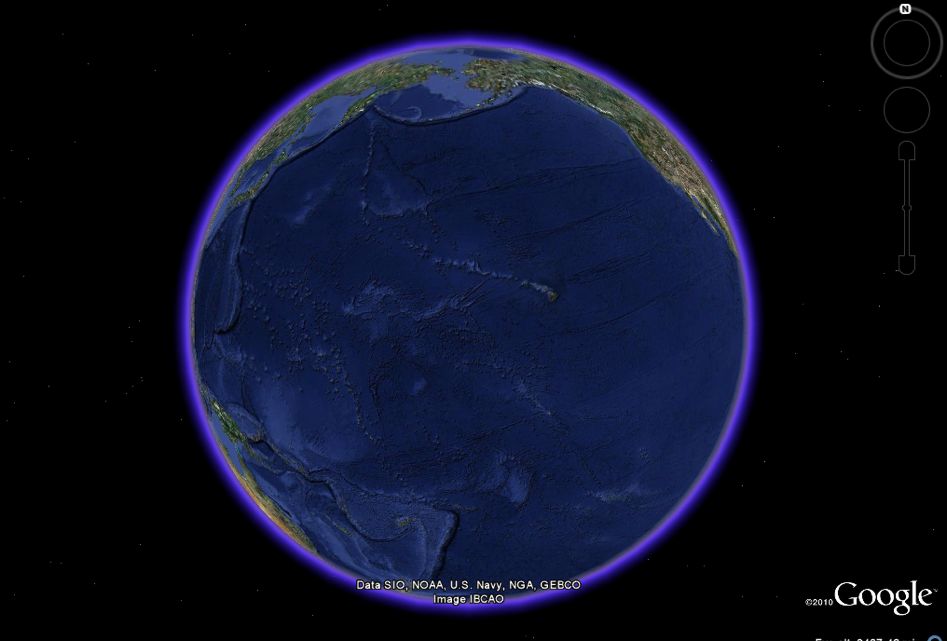 N
Data SIO, NOAA, U.S. Navy, NGA, GEBCO
Image IBCAO
©2010 Google